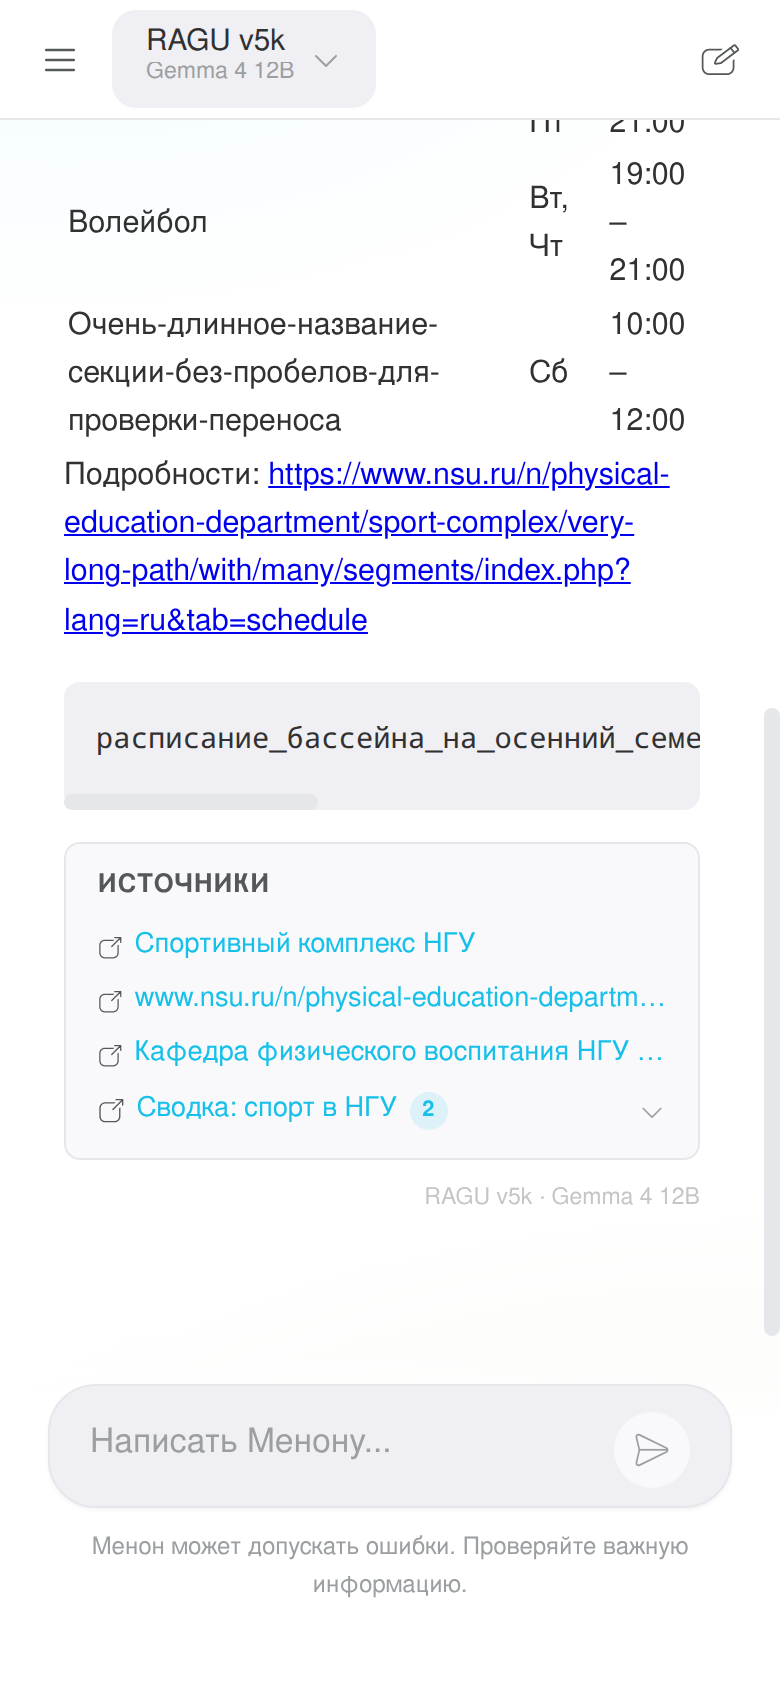 RAGU v5k
Gemma 4 12B
Пт 21:00
Волейбол Вт, Чт 19:00 – 21:00
Очень-длинное-название-
секции-без-пробелов-для-
проверки-переноса Сб 10:00 – 12:00
Подробности: https://www.nsu.ru/n/physical-
education-department/sport-complex/very-
long-path/with/many/segments/index.php?
lang=ru&tab=schedule
расписание_бассейна_на_осенний_семе
ИСТОЧНИКИ
Спортивный комплекс НГУ
www.nsu.ru/n/physical-education-departm...
Кафедра физического воспитания НГУ ...
Сводка: спорт в НГУ 2
RAGU v5k · Gemma 4 12B
Написать Менону...
Менон может допускать ошибки. Проверяйте важную
информацию.